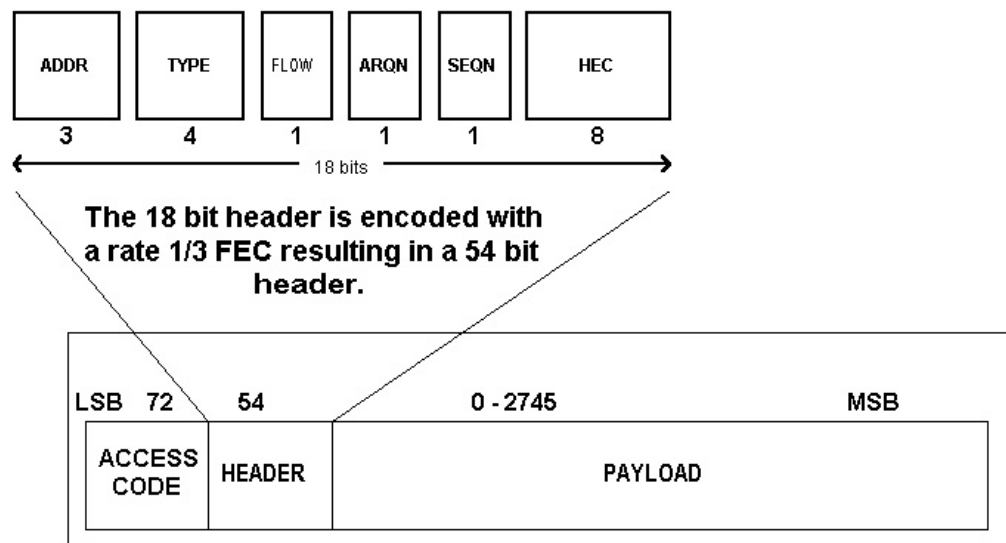 ADDR TYPE FLOW ARQN SEQN HEC
3 4 1 1 1 8
18 bits
The 18 bit header is encoded with
a rate 1/3 FEC resulting in a 54 bit
header.
LSB 72 54 0 - 2745 MSB
ACCESS
CODE
HEADER
PAYLOAD